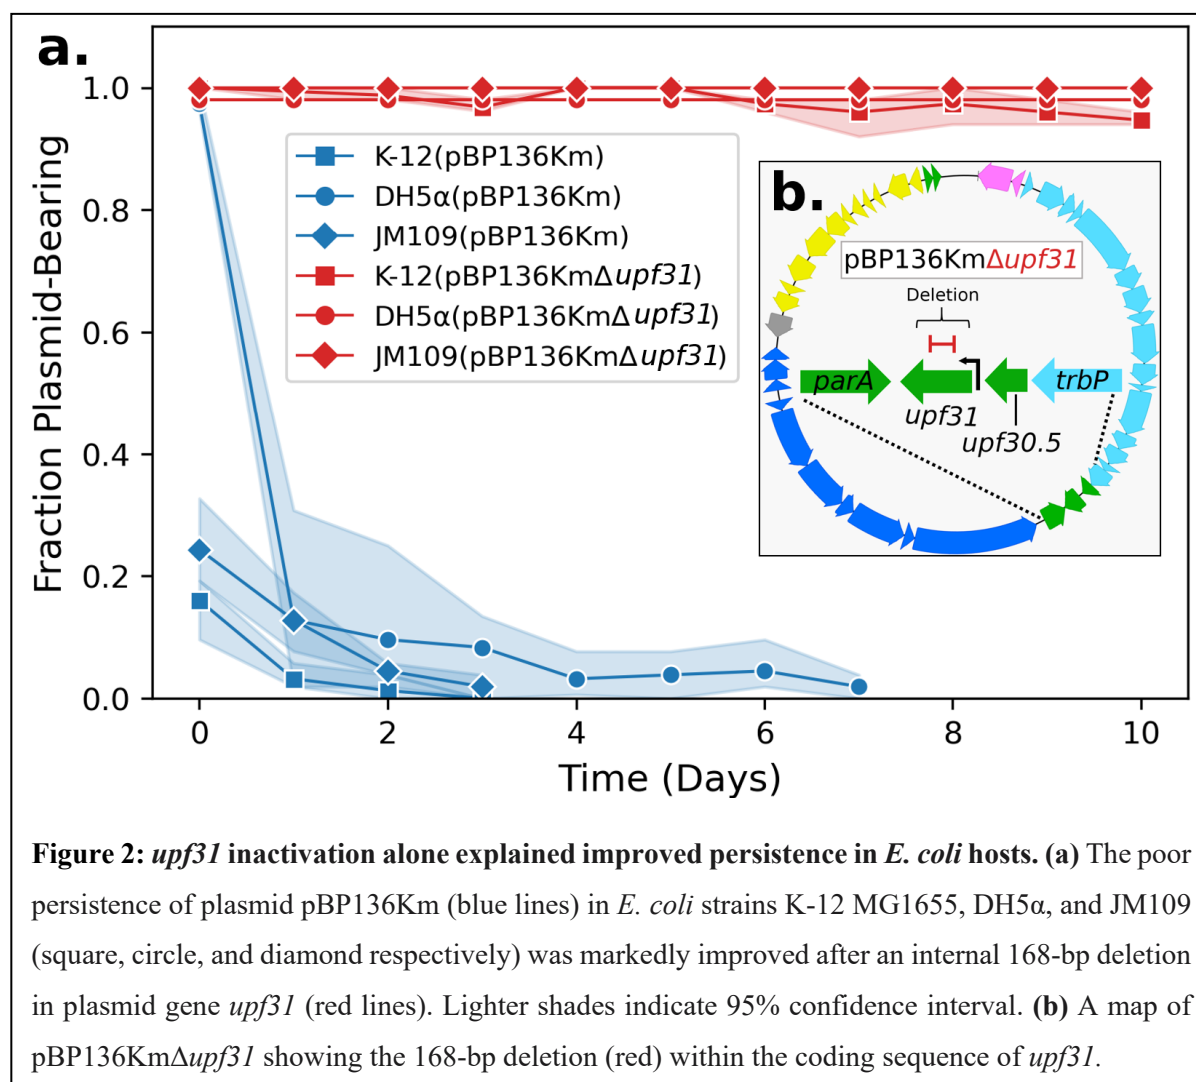 a.
1.0
0.8
0.6
0.4
0.2
0.0
Fraction Plasmid-Bearing
K-12(pBP136Km)
DH5α(pBP136Km)
JM109(pBP136Km)
K-12(pBP136KmΔupf31)
DH5α(pBP136KmΔupf31)
JM109(pBP136KmΔupf31)
b.
pBP136KmΔupf31
Deletion
parA
trbP
upf31
upf30.5
0 2 4 6 8 10
Time (Days)
Figure 2: upf31 inactivation alone explained improved persistence in E. coli hosts. (a) The poor
persistence of plasmid pBP136Km (blue lines) in E. coli strains K-12 MG1655, DH5α, and JM109
(square, circle, and diamond respectively) was markedly improved after an internal 168-bp deletion
in plasmid gene upf31 (red lines). Lighter shades indicate 95% confidence interval. (b) A map of
pBP136KmΔupf31 showing the 168-bp deletion (red) within the coding sequence of upf31.